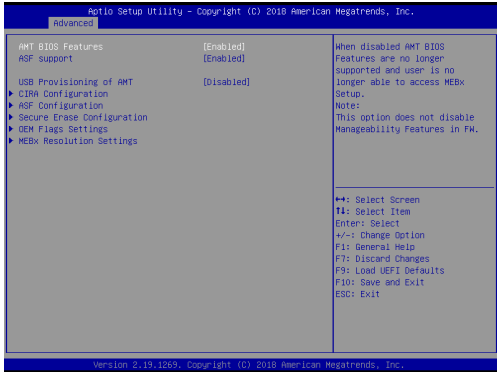 Aptio Setup Utility – Copyright (C) 2018 American Megatrends, Inc.
Advanced
AMT BIOS Features [Enabled]
ASF support [Enabled]
USB Provisioning of AMT [Disabled]
▶ CIRA Configuration
▶ ASF Configuration
▶ Secure Erase Configuration
▶ OEM Flags Settings
▶ MEBx Resolution Settings
When disabled AMT BIOS
Features are no longer
supported and user is no
longer able to access MEBx
Setup.
Note:
This option does not disable
Manageability Features in FW.
↔: Select Screen
↑↓: Select Item
Enter: Select
+/-: Change Option
F1: General Help
F7: Discard Changes
F9: Load UEFI Defaults
F10: Save and Exit
ESC: Exit
Version 2.19.1269. Copyright (C) 2018 American Megatrends, Inc.